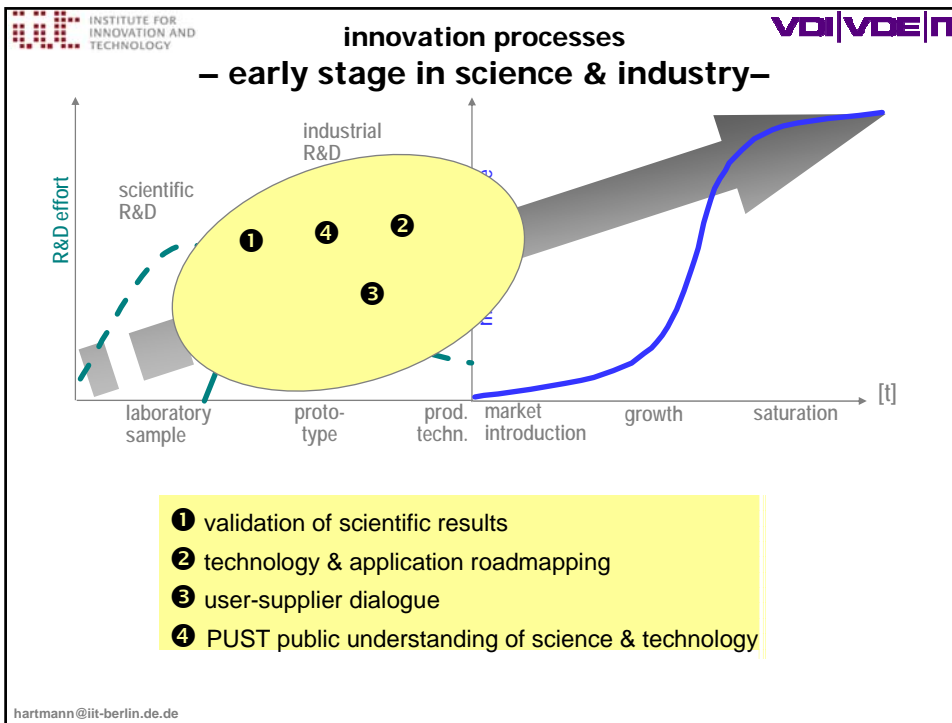 INSTITUTE FOR
INNOVATION AND
TECHNOLOGY
VDI|VDE|IT
innovation processes
– early stage in science & industry–
industrial
R&D
scientific
R&D
R&D effort
❶
❹
❷
❸
[t]
laboratory
sample
proto-
type
prod.
techn.
market
introduction
growth
saturation
❶ validation of scientific results
❷ technology & application roadmapping
❸ user-supplier dialogue
❹ PUST public understanding of science & technology
hartmann@iit-berlin.de.de